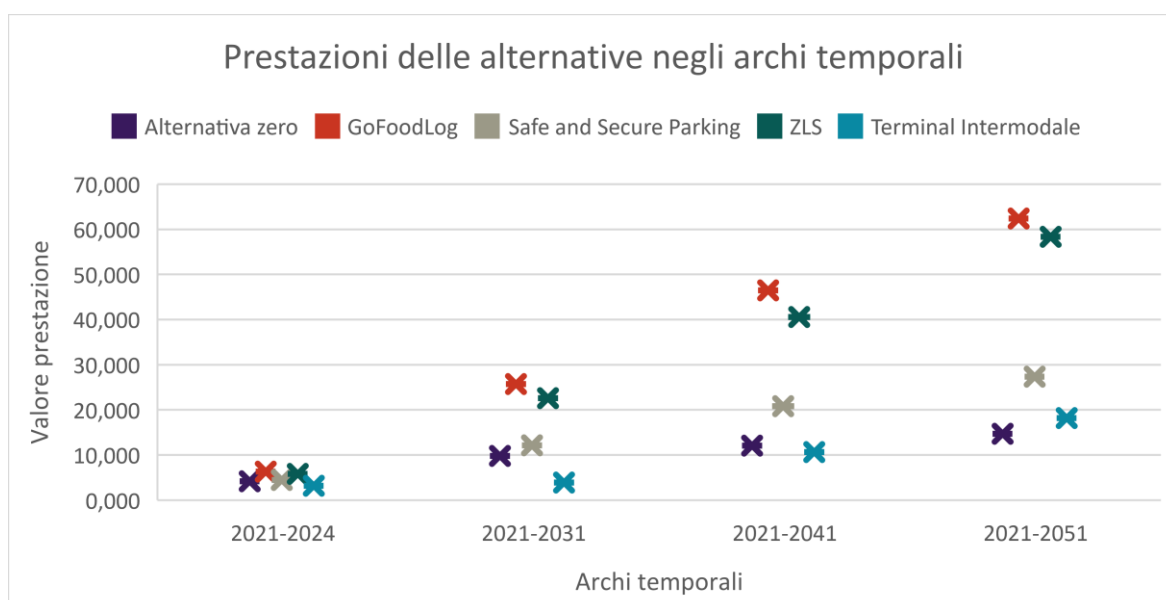 Prestazioni delle alternative negli archi temporali
Alternativa zero GoFoodLog Safe and Secure Parking ZLS Terminal Intermodale
Valore prestazione
70,000
60,000
50,000
40,000
30,000
20,000
10,000
0,000
2021-2024 2021-2031 2021-2041 2021-2051
Archi temporali